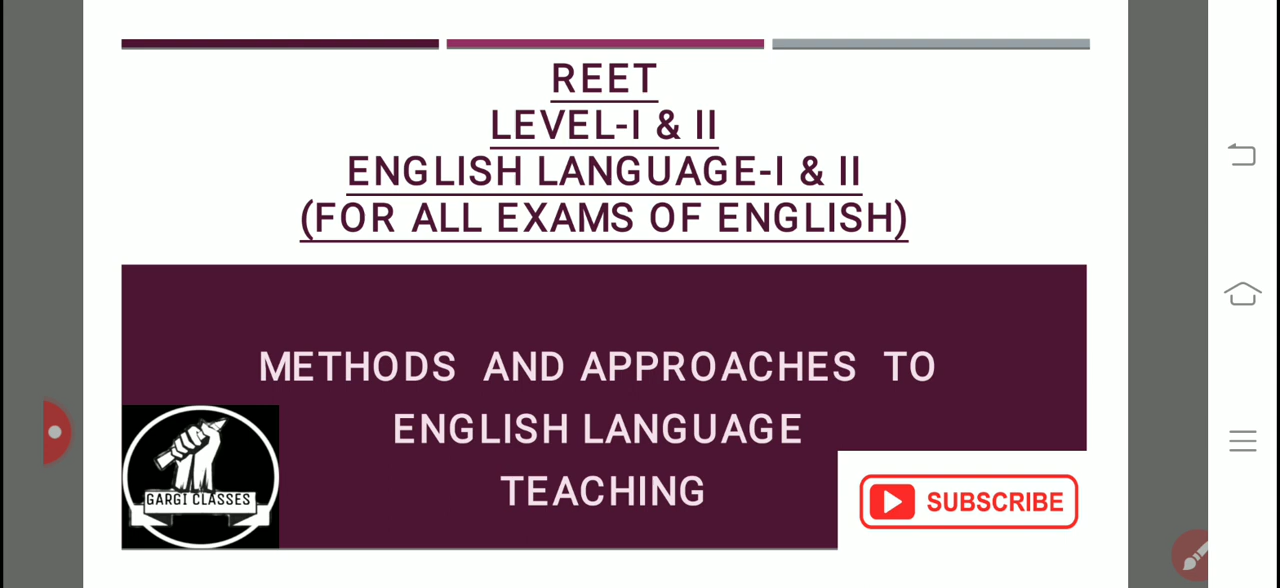 REET
LEVEL-I & II
ENGLISH LANGUAGE-I & II
(FOR ALL EXAMS OF ENGLISH)
METHODS AND APPROACHES TO
ENGLISH LANGUAGE
TEACHING
GARGI CLASSES
SUBSCRIBE